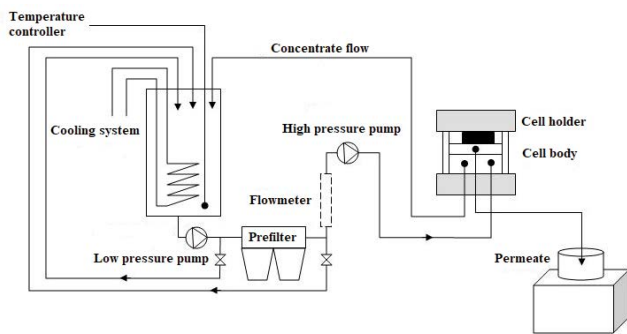 Temperature
controller
Concentrate flow
Cooling system
High pressure pump
Cell holder
Cell body
Flowmeter
Prefilter
Low pressure pump
Permeate